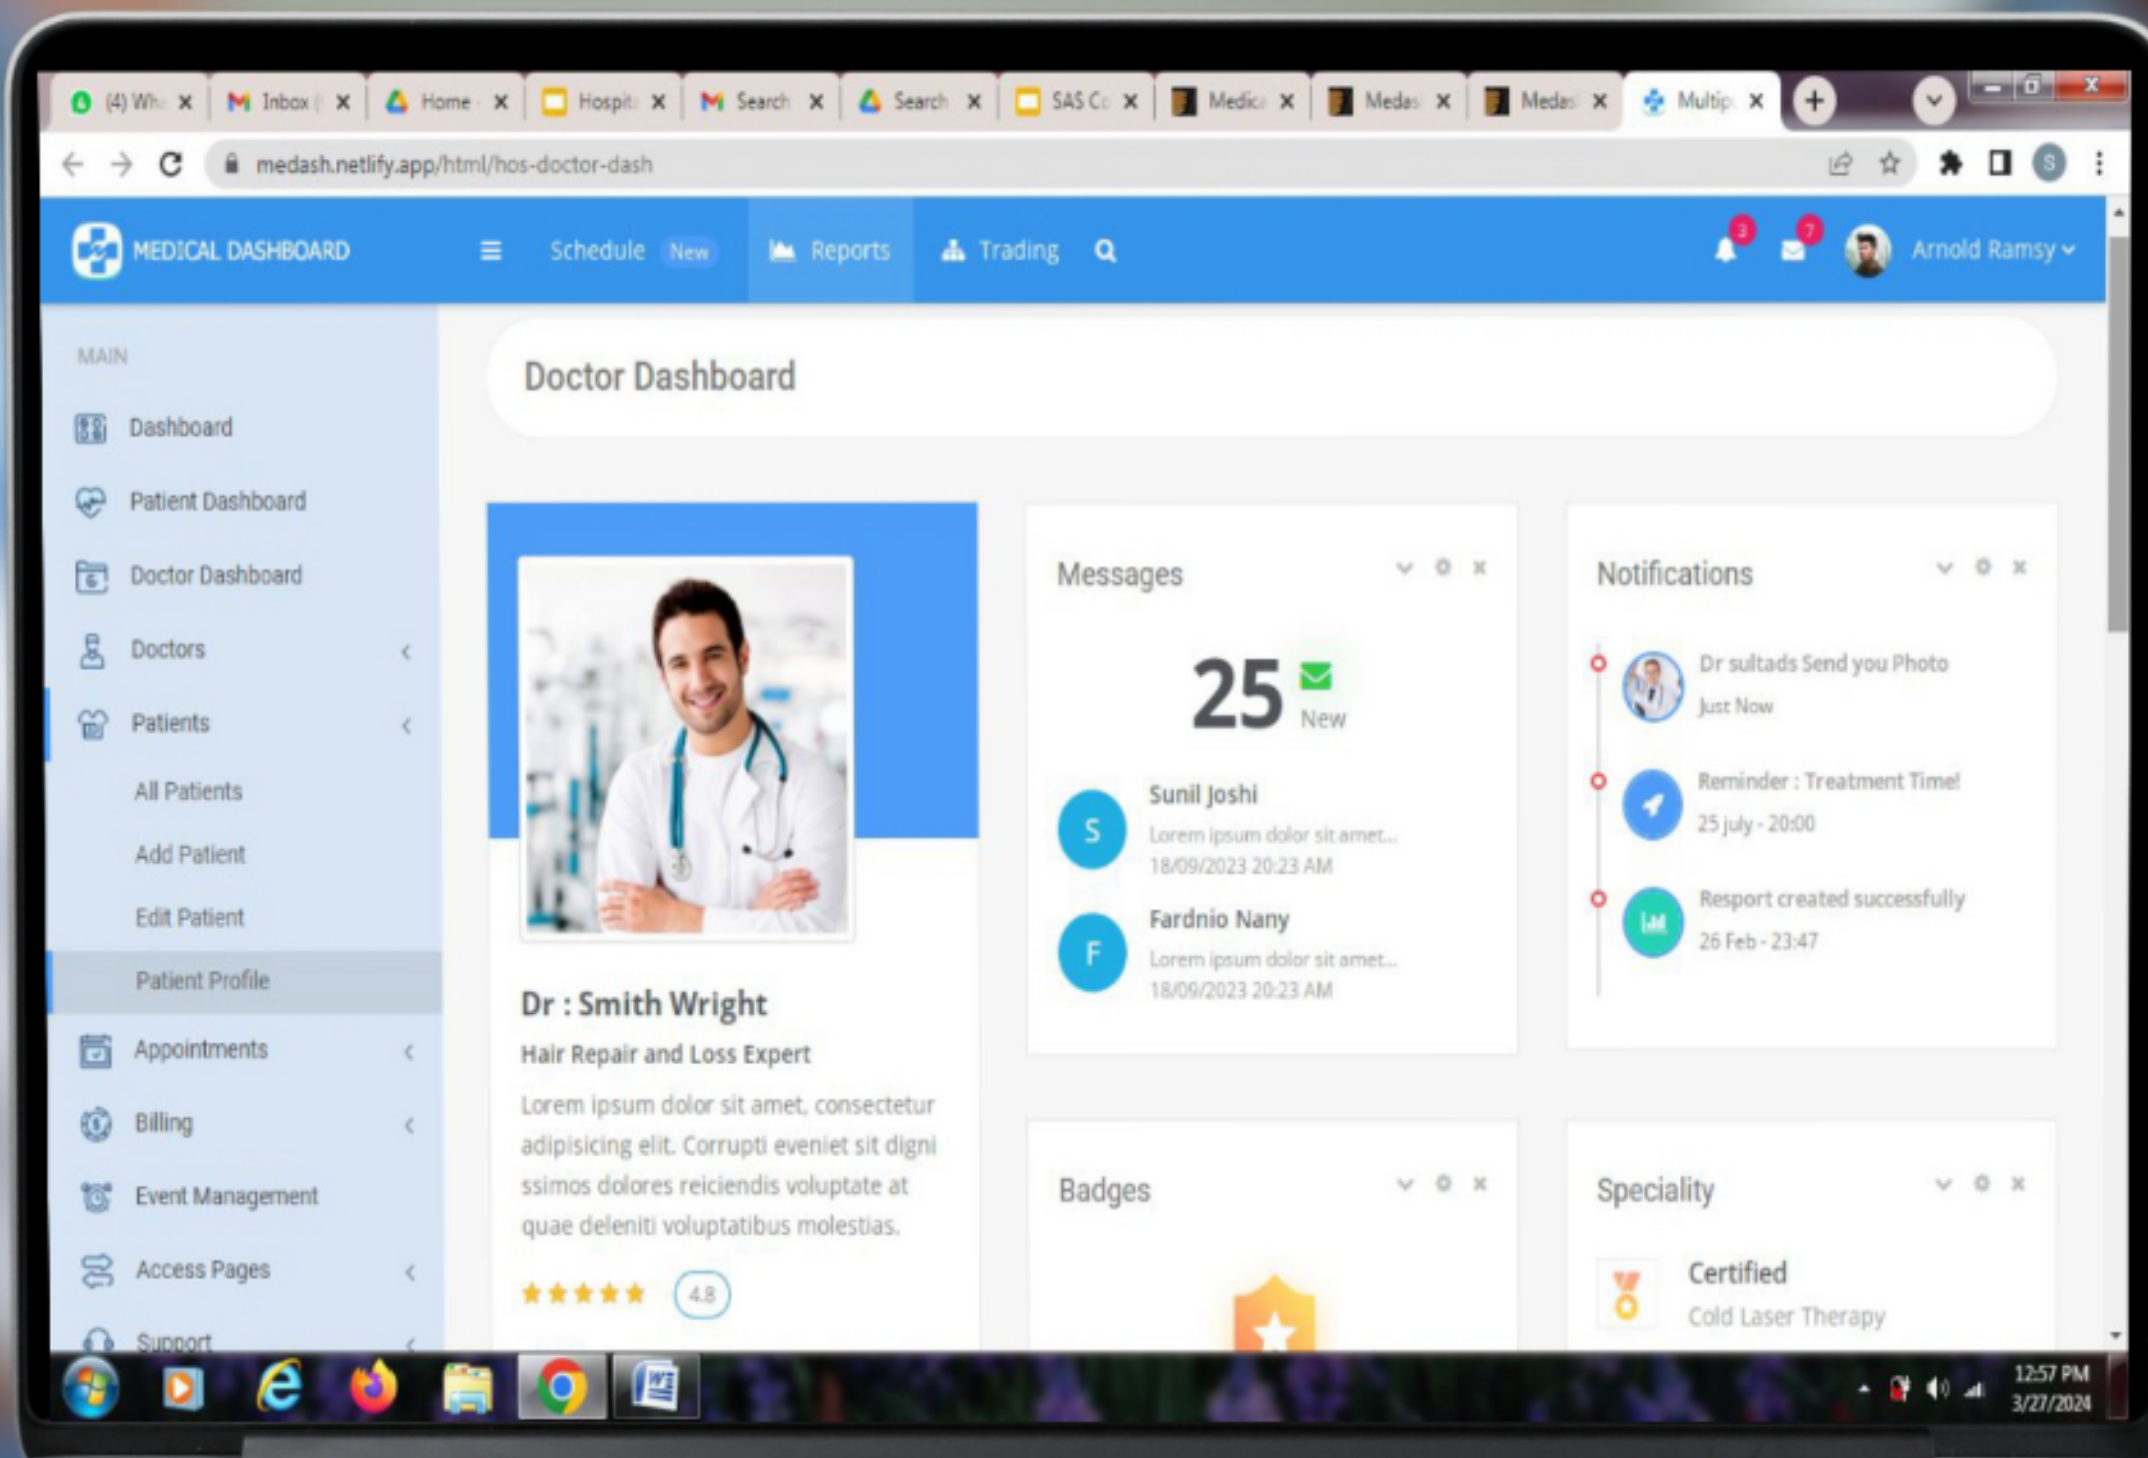 (4) Wh
Inbox (
Home -
Hospit
Search
Search
SAS Co
Medica
Medas
Medas
Multip
medash.netlify.app/html/hos-doctor-dash
S
MEDICAL DASHBOARD
Schedule New
Reports
Trading
3
7
Arnold Ramsy
MAIN
Dashboard
Patient Dashboard
Doctor Dashboard
Doctors
Patients
All Patients
Add Patient
Edit Patient
Patient Profile
Appointments
Billing
Event Management
Access Pages
Support
Doctor Dashboard
Dr : Smith Wright
Hair Repair and Loss Expert
Lorem ipsum dolor sit amet, consectetur
adipisicing elit. Corrupti eveniet sit digni
ssimos dolores reiciendis voluptate at
quae deleniti voluptatibus molestias.
4.8
Messages
25
New
S
Sunil Joshi
Lorem ipsum dolor sit amet...
18/09/2023 20:23 AM
F
Fardnio Nany
Lorem ipsum dolor sit amet...
18/09/2023 20:23 AM
Notifications
Dr sultads Send you Photo
Just Now
Reminder : Treatment Time!
25 july - 20:00
Resport created successfully
26 Feb - 23:47
Badges
Speciality
Certified
Cold Laser Therapy
12:57 PM
3/27/2024